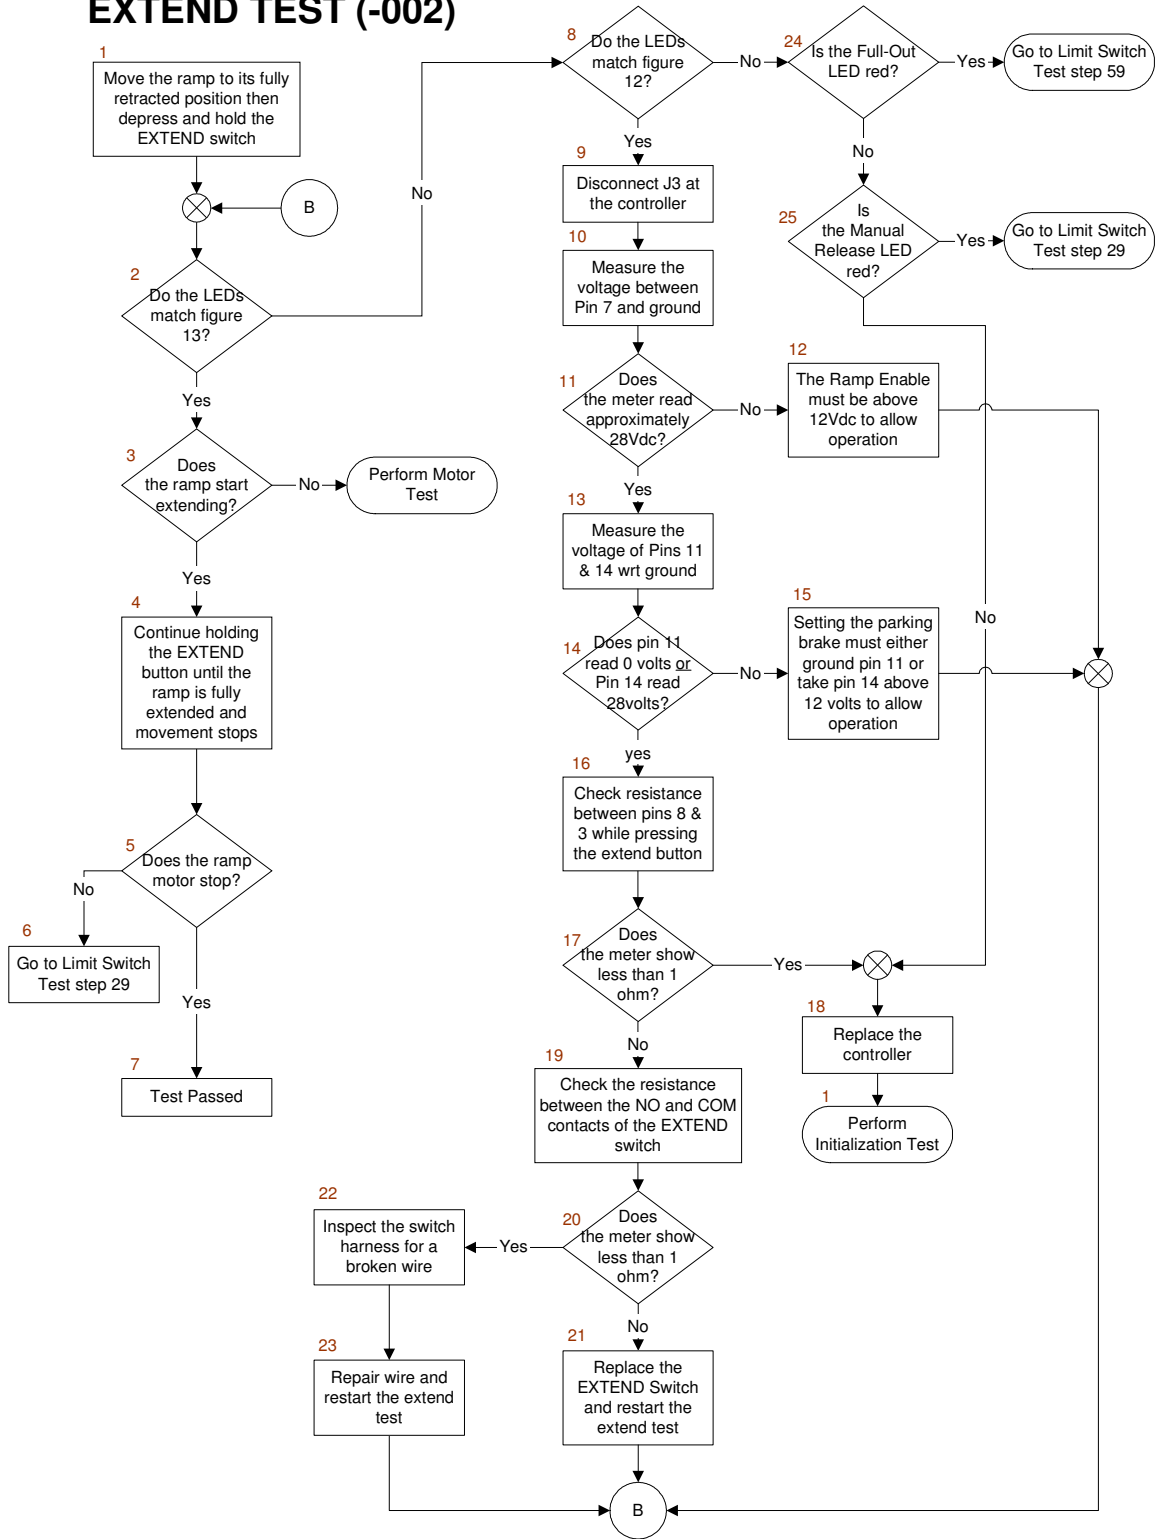 EXTEND TEST (-002)
1
Move the ramp to its fully
retracted position then
depress and hold the
EXTEND switch
B
2
Do the LEDs
match figure
13?
No
Yes
3
Does
the ramp start
extending?
No
Perform Motor
Test
Yes
4
Continue holding
the EXTEND
button until the
ramp is fully
extended and
movement stops
5
Does the ramp
motor stop?
No
6
Go to Limit Switch
Test step 29
Yes
7
Test Passed
8
Do the LEDs
match figure
12?
No
24
Is the Full-Out
LED red?
Yes
Go to Limit Switch
Test step 59
No
25
Is
the Manual
Release LED
red?
Yes
Go to Limit Switch
Test step 29
No
Yes
9
Disconnect J3 at
the controller
10
Measure the
voltage between
Pin 7 and ground
11
Does
the meter read
approximately
28Vdc?
No
12
The Ramp Enable
must be above
12Vdc to allow
operation
Yes
13
Measure the
voltage of Pins 11
& 14 wrt ground
14
Does pin 11
read 0 volts or
Pin 14 read
28volts?
No
15
Setting the parking
brake must either
ground pin 11 or
take pin 14 above
12 volts to allow
operation
yes
16
Check resistance
between pins 8 &
3 while pressing
the extend button
17
Does
the meter show
less than 1
ohm?
Yes
18
Replace the
controller
1
Perform
Initialization Test
No
19
Check the resistance
between the NO and COM
contacts of the EXTEND
switch
20
Does
the meter show
less than 1
ohm?
Yes
22
Inspect the switch
harness for a
broken wire
23
Repair wire and
restart the extend
test
No
21
Replace the
EXTEND Switch
and restart the
extend test
B